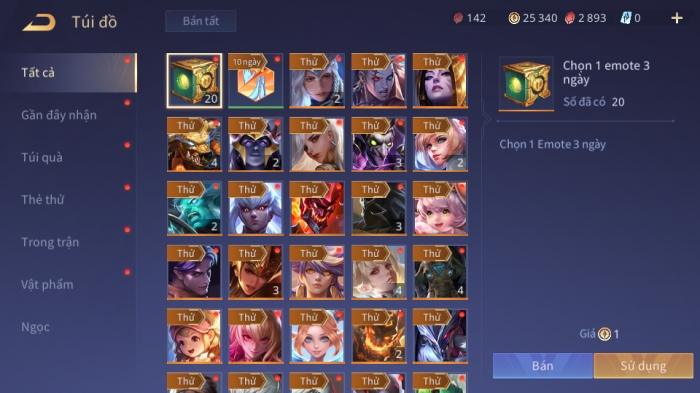 Túi đồ
Bán tất
142
25 340
2 893
0
Tất cả
Gần đây nhận
Túi quà
Thẻ thử
Trong trận
Vật phẩm
Ngọc
20
10 ngày
Thử
2
Thử
Thử
Thử
4
Thử
Thử
Thử
3
Thử
2
Thử
2
Thử
Thử
Thử
3
Thử
Thử
Thử
3
Thử
Thử
4
Thử
4
Thử
Thử
Thử
Thử
2
Thử
Thử
Thử
Thử
Thử
Thử
Chọn 1 emote 3
ngày
Số đã có 20
Chọn 1 Emote 3 ngày
Giá 1
Bán
Sử dụng